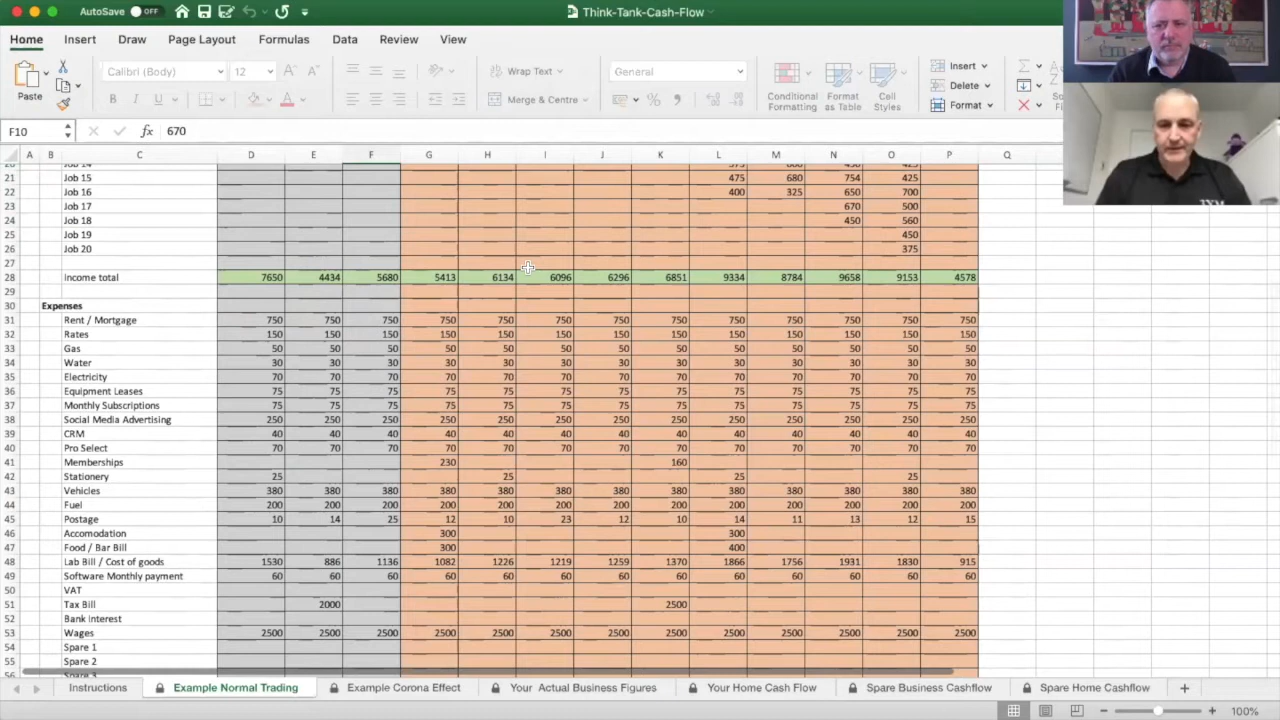 AutoSave OFF Think-Tank-Cash-Flow
Home Insert Draw Page Layout Formulas Data Review View
Paste Calibri (Body) 12 A A Wrap Text General Conditional Formatting Format as Table Cell Styles Insert
B I U A Merge & Centre % Delete
Format
F10 fx 670
A B C D E F G H I J K L M N O P Q
21 Job 15 475 680 754 425
22 Job 16 400 325 650 700
23 Job 17 670 500
24 Job 18 450 560
25 Job 19 450
26 Job 20 375
27
28 Income total 7650 4434 5680 5413 6134 6096 6296 6851 9334 8784 9658 9153 4578
29
30 Expenses
31 Rent / Mortgage 750 750 750 750 750 750 750 750 750 750 750 750 750
32 Rates 150 150 150 150 150 150 150 150 150 150 150 150 150
33 Gas 50 50 50 50 50 50 50 50 50 50 50 50 50
34 Water 30 30 30 30 30 30 30 30 30 30 30 30 30
35 Electricity 70 70 70 70 70 70 70 70 70 70 70 70 70
36 Equipment Leases 75 75 75 75 75 75 75 75 75 75 75 75 75
37 Monthly Subscriptions 75 75 75 75 75 75 75 75 75 75 75 75 75
38 Social Media Advertising 250 250 250 250 250 250 250 250 250 250 250 250 250
39 CRM 40 40 40 40 40 40 40 40 40 40 40 40 40
40 Pro Select 70 70 70 70 70 70 70 70 70 70 70 70 70
41 Memberships 230 160
42 Stationery 25 25 25 25
43 Vehicles 380 380 380 380 380 380 380 380 380 380 380 380 380
44 Fuel 200 200 200 200 200 200 200 200 200 200 200 200 200
45 Postage 10 14 25 12 10 23 12 10 14 11 13 12 15
46 Accomodation 300 300
47 Food / Bar Bill 300 400
48 Lab Bill / Cost of goods 1530 886 1136 1082 1226 1219 1259 1370 1866 1756 1931 1830 915
49 Software Monthly payment 60 60 60 60 60 60 60 60 60 60 60 60 60
50 VAT
51 Tax Bill 2000 2500
52 Bank Interest
53 Wages 2500 2500 2500 2500 2500 2500 2500 2500 2500 2500 2500 2500 2500
54 Spare 1
55 Spare 2
Instructions Example Normal Trading Example Corona Effect Your Actual Business Figures Your Home Cash Flow Spare Business Cashflow Spare Home Cashflow +
100%